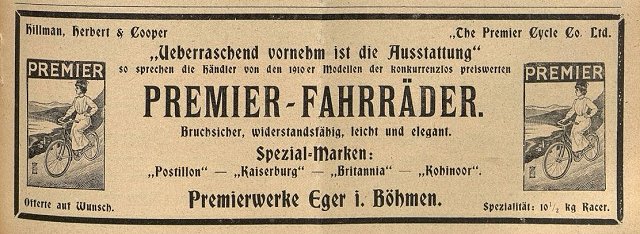 Hillman, Herbert & Cooper
„The Premier Cycle Co. Ltd.
„Ueberraschend vornehm ist die Ausstattung“
so sprechen die Händler von den 1910er Modellen der konkurrenzlos preiswerten
PREMIER
PREMIER-FAHRRÄDER.
PREMIER
Bruchsicher, widerstandsfähig, leicht und elegant.
Spezial-Marken:
„Postillon“ — „Kaiserburg“ — „Britannia“ — „Kohinoor“.
Premierwerke Eger i. Böhmen.
Offerte auf Wunsch.
Spezialität: 10 1/2 kg Racer.